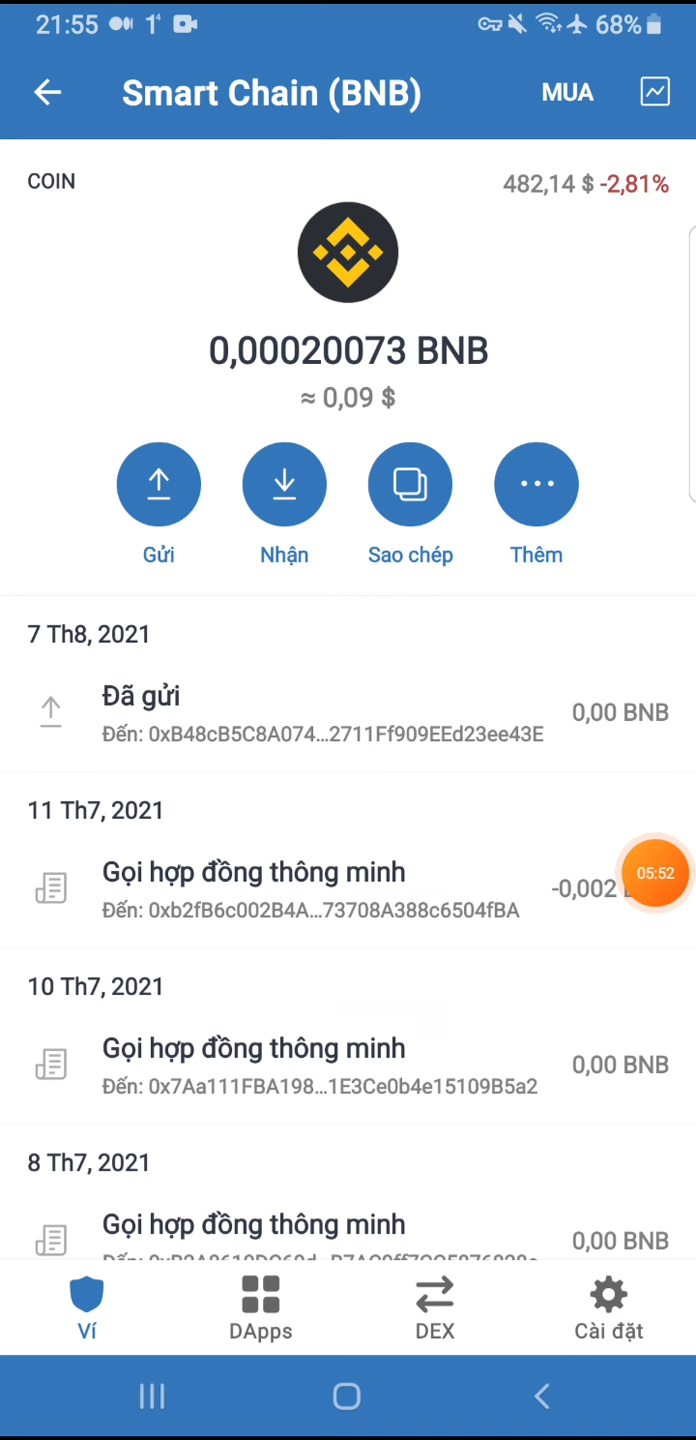 21:55 68%
Smart Chain (BNB) MUA
COIN 482,14 $ -2,81%
0,00020073 BNB
≈ 0,09 $
Gửi Nhận Sao chép Thêm
7 Th8, 2021
Đã gửi 0,00 BNB
Đến: 0xB48cB5C8A074...2711Ff909EEd23ee43E
11 Th7, 2021
Gọi hợp đồng thông minh -0,002
05:52
Đến: 0xb2fB6c002B4A...73708A388c6504fBA
10 Th7, 2021
Gọi hợp đồng thông minh 0,00 BNB
Đến: 0x7Aa111FBA198...1E3Ce0b4e15109B5a2
8 Th7, 2021
Gọi hợp đồng thông minh 0,00 BNB
Ví DApps DEX Cài đặt